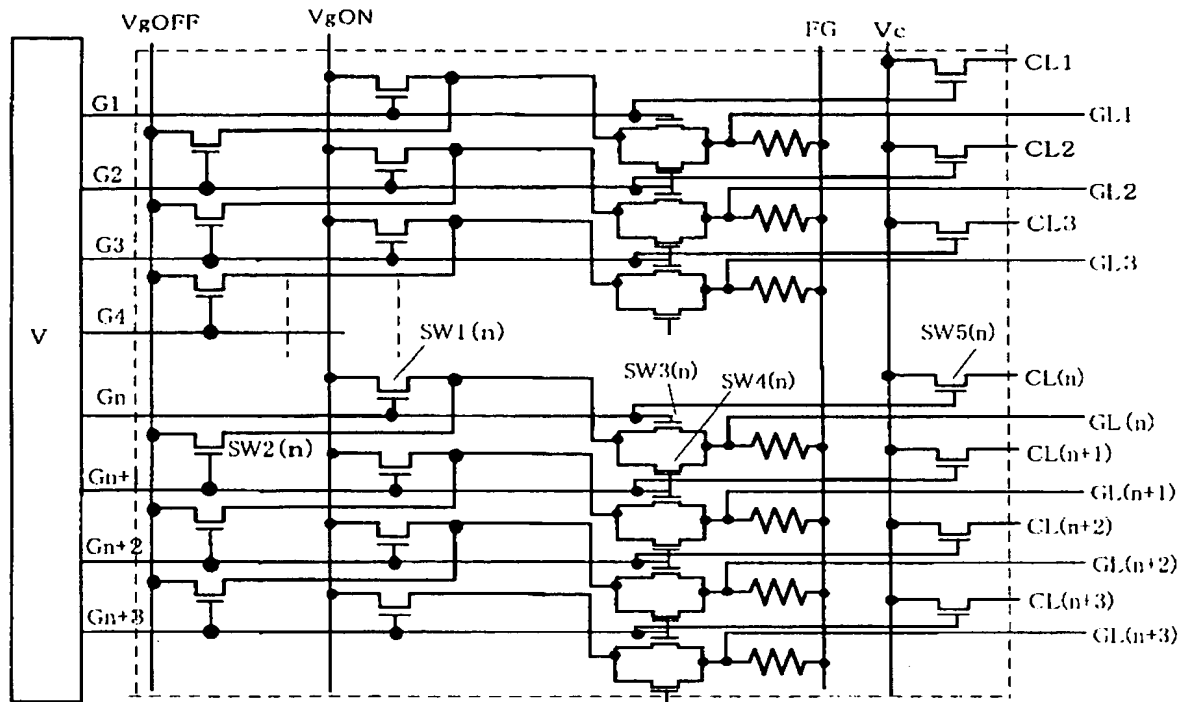 VgOFF VgON FG Vc
CL1
G1 GL1
CL2
G2 GL2
CL3
G3 GL3
G4
V
SW1(n) SW5(n)
SW3(n) SW4(n) CL(n)
Gn GL(n)
SW2(n) CL(n+1)
Gn+1 GL(n+1)
CL(n+2)
Gn+2 GL(n+2)
CL(n+3)
Gn+3 GL(n+3)